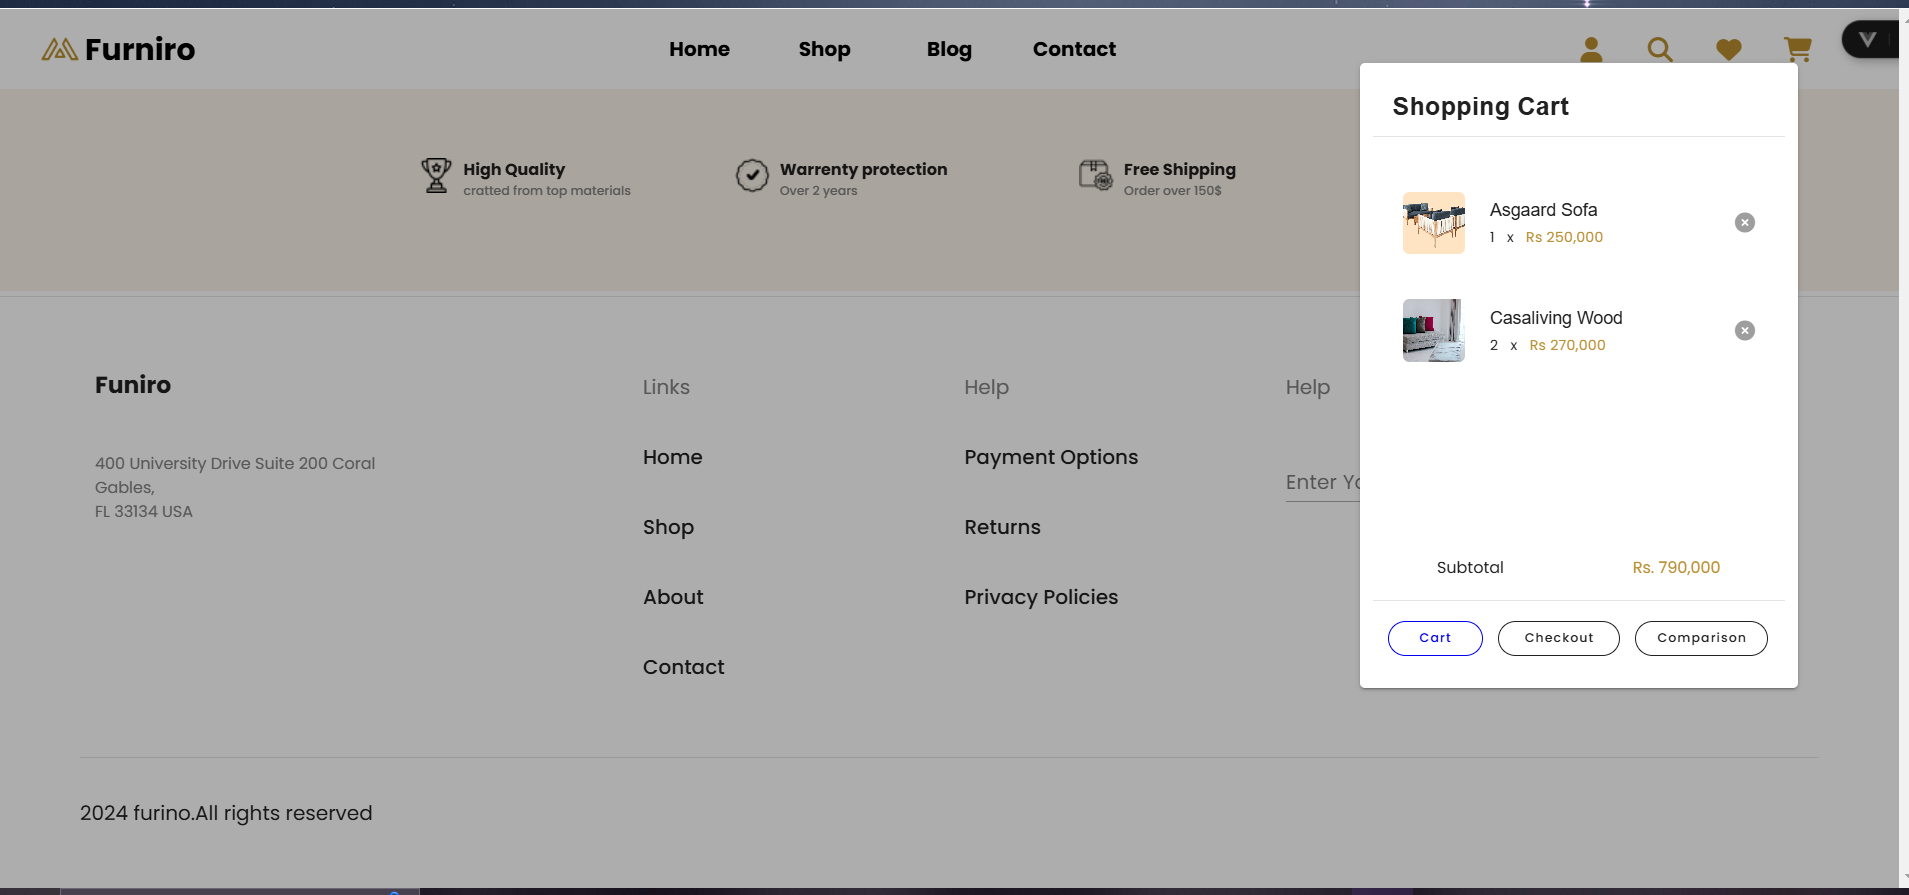 Furniro
Home Shop Blog Contact
Shopping Cart
High Quality
cratted from top materials
Warrenty protection
Over 2 years
Free Shipping
Order over 150$
Asgaard Sofa
1 x Rs 250,000
Casaliving Wood
2 x Rs 270,000
Subtotal Rs. 790,000
Cart Checkout Comparison
Funiro
400 University Drive Suite 200 Coral
Gables,
FL 33134 USA
Links
Home
Shop
About
Contact
Help
Payment Options
Returns
Privacy Policies
Help
Enter
2024 furino.All rights reserved